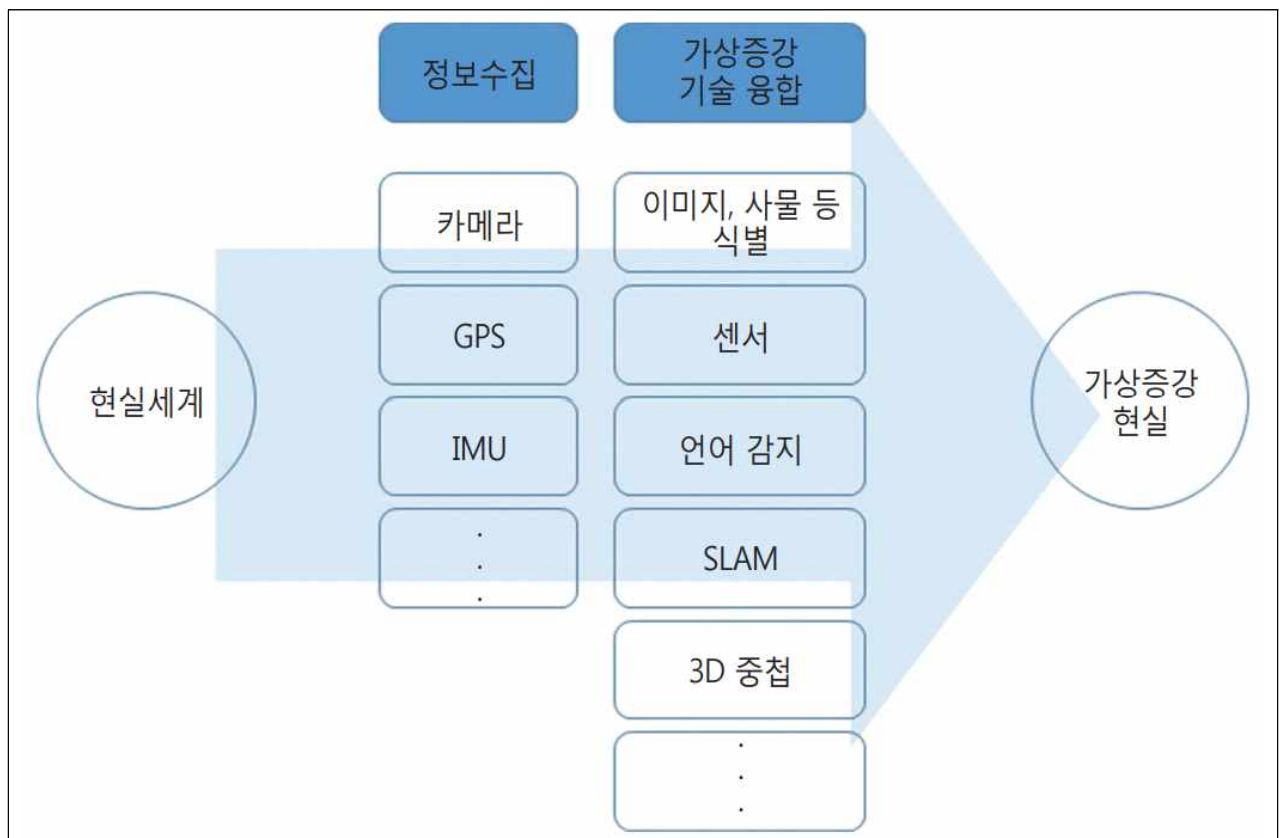 정보수집
가상증강
기술 융합
카메라
이미지, 사물 등
식별
GPS
센서
현실세계
가상증강
현실
IMU
언어 감지
.
.
.
SLAM
3D 중첩
.
.
.